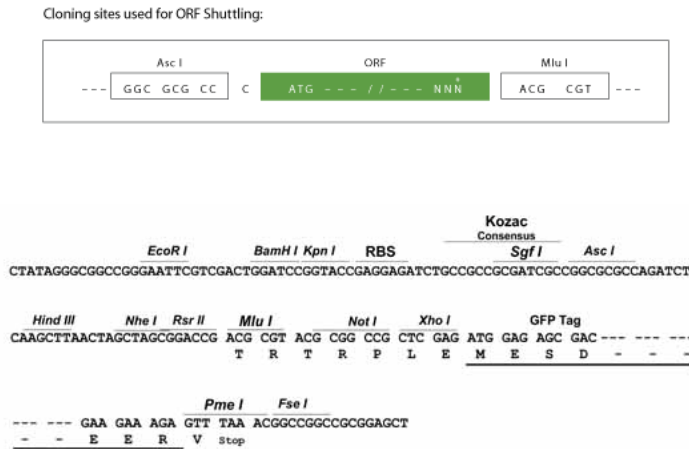 Cloning sites used for ORF Shuttling:
Asc I ORF Mlu I
--- GGC GCG CC C ATG --- // --- NNN* ACG CGT ---
Kozac
Consensus
EcoR I BamH I Kpn I RBS Sgf I Asc I
CTATAGGGCGGCCGGGAATTCGTCGACTGGATCCGGTACCGAGGAGATCTGCCGCCGCGATCGCCGGCGCGCCAGATCT
Hind III Nhe I Rsr II Mlu I Not I Xho I GFP Tag
CAAGCTTAACTAGCTAGCGGACCG ACG CGT ACG CGG CCG CTC GAG ATG GAG AGC GAC --- --- ---
T R T R P L E M E S D - - -
Pme I Fse I
--- --- GAA GAA AGA GTT TAA ACGGCCGGCCGCGGAGCT
- - E E R V Stop